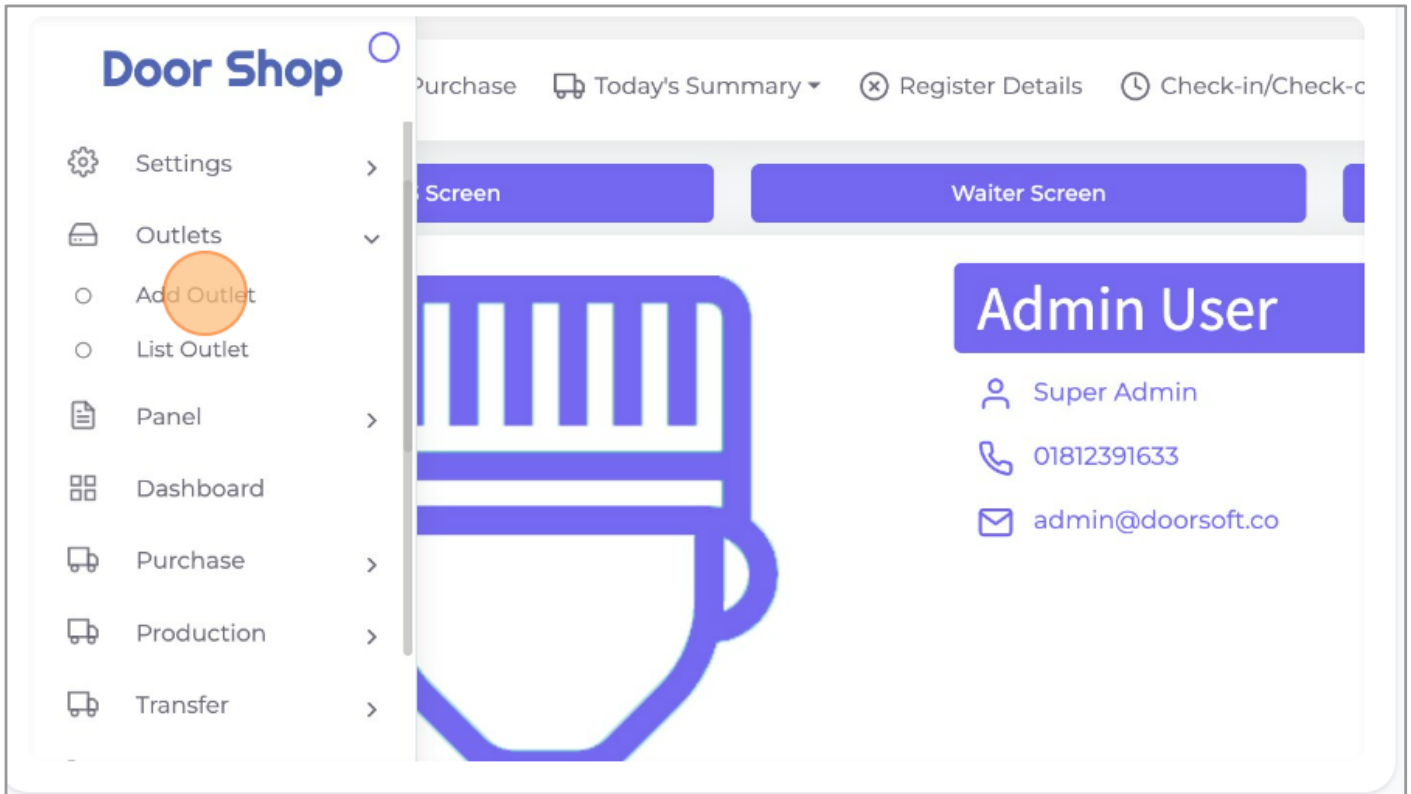 Door Shop
Purchase
Today's Summary
Register Details
Check-in/Check-o
Settings
Outlets
Add Outlet
List Outlet
Panel
Dashboard
Purchase
Production
Transfer
Screen
Waiter Screen
Admin User
Super Admin
01812391633
admin@doorsoft.co